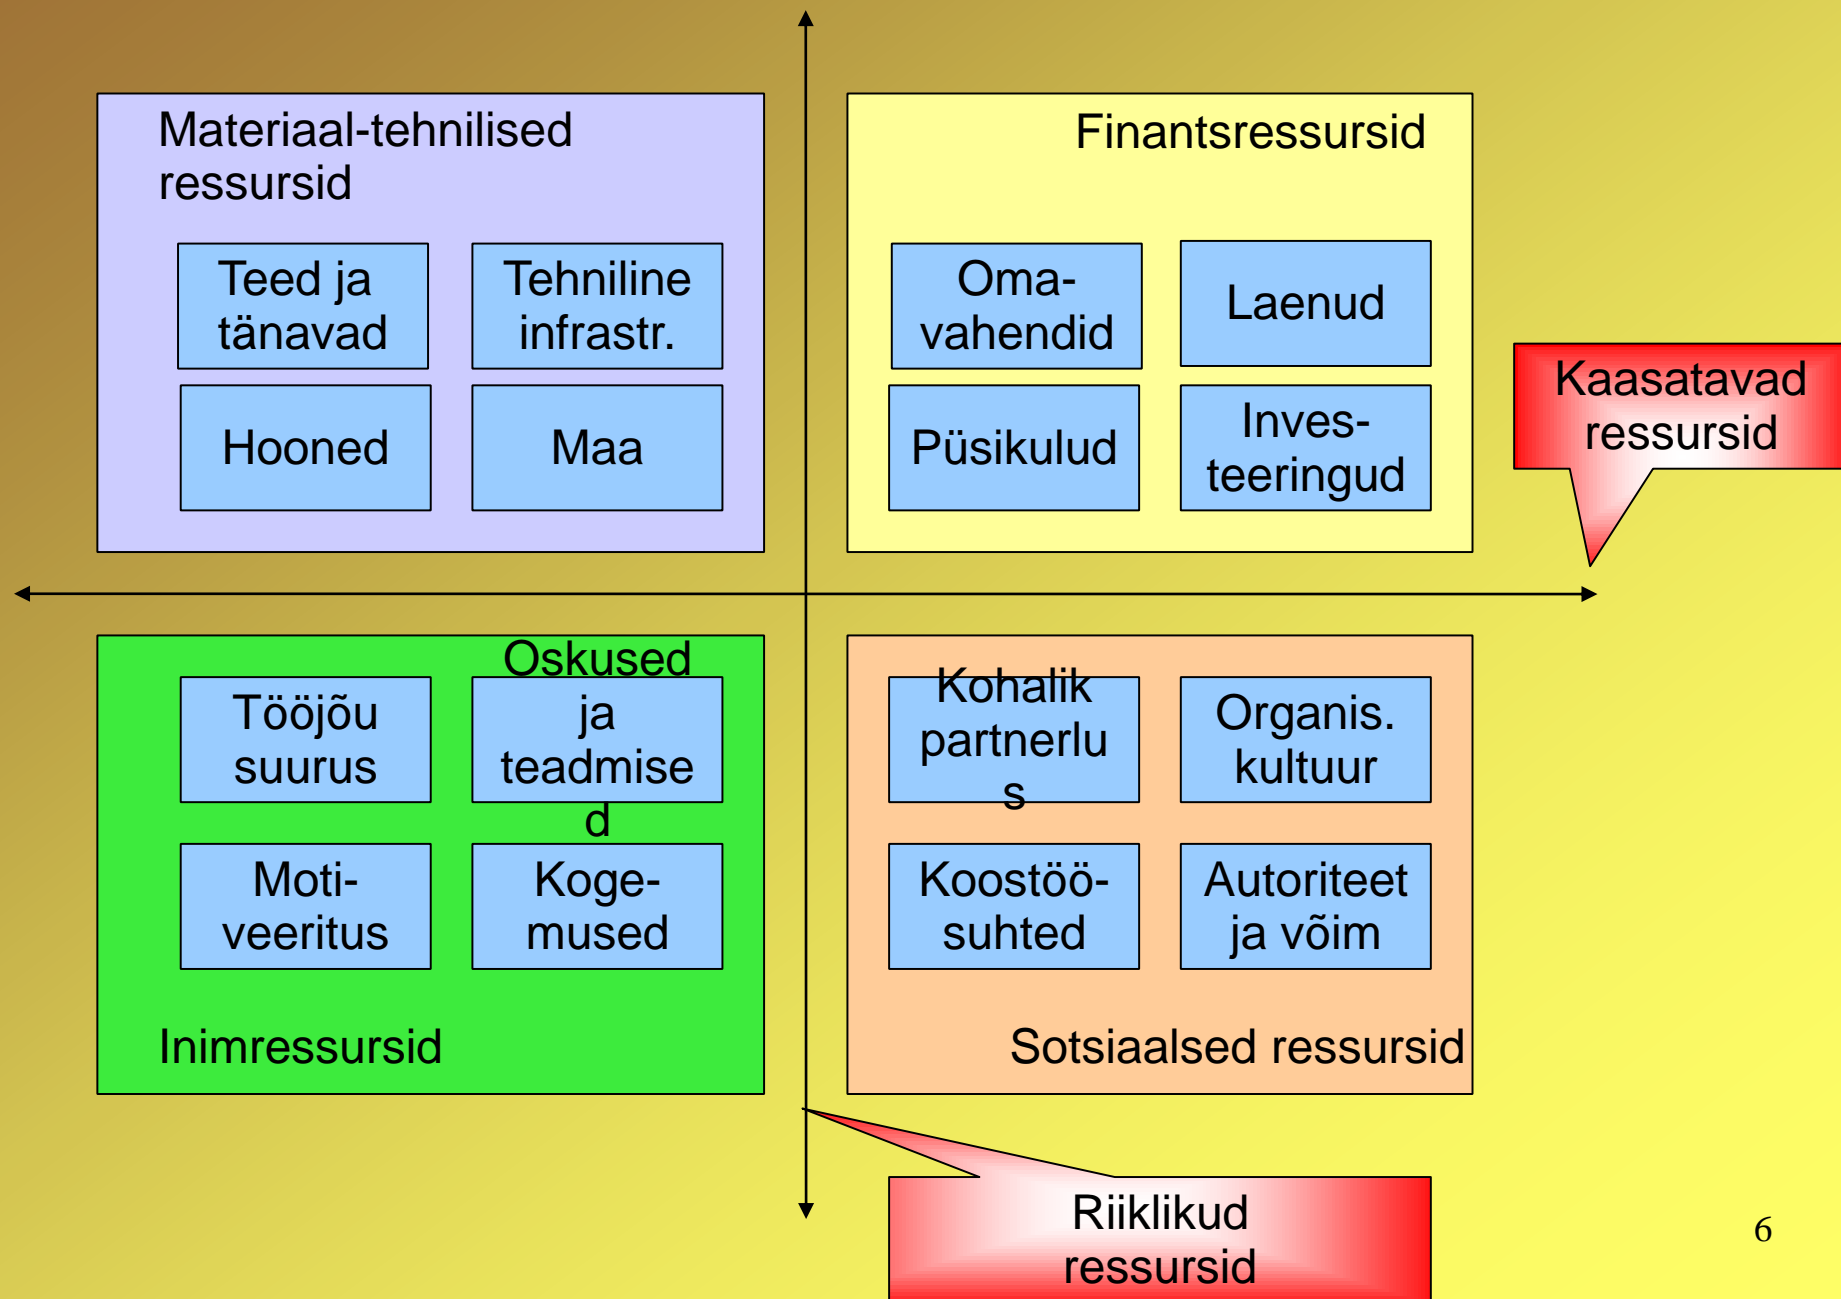 Materiaal-tehnilised
ressursid
Teed ja
tänavad
Tehniline
infrastr.
Hooned
Maa
Finantsressursid
Oma-
vahendid
Laenud
Püsikulud
Inves-
teeringud
Kaasatavad
ressursid
Tööjõu
suurus
Oskused
ja
teadmise
d
Moti-
veeritus
Koge-
mused
Inimressursid
Kohalik
partnerlu
s
Organis.
kultuur
Koostöö-
suhted
Autoriteet
ja võim
Sotsiaalsed ressursid
Riiklikud
ressursid
6